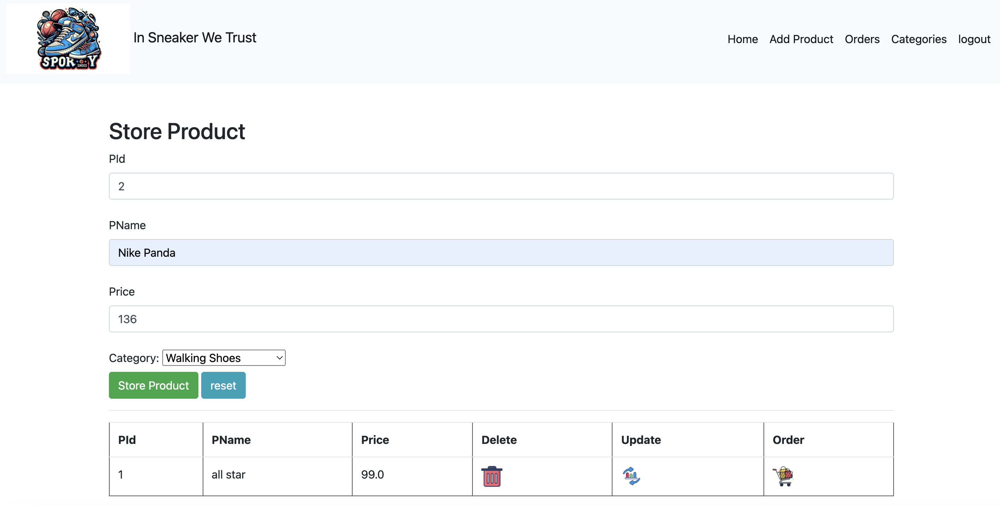 SPOR Y
SHOES
In Sneaker We Trust
Home Add Product Orders Categories logout
Store Product
PId
2
PName
Nike Panda
Price
136
Category: Walking Shoes
Store Product reset
PId PName Price Delete Update Order
1 all star 99.0